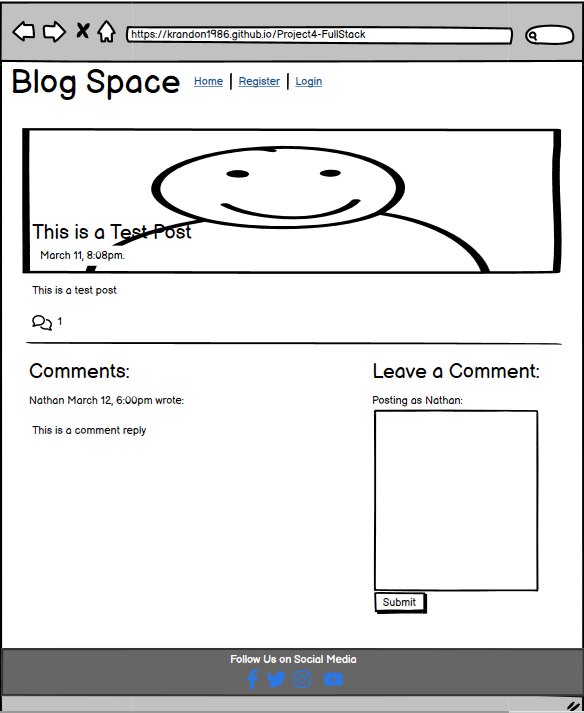 https://krandon1986.github.io/Project4-FullStack
Blog Space
Home | Register | Login
This is a Test Post
March 11, 8:08pm.
This is a test post
1
Comments:
Nathan March 12, 6:00pm wrote:
This is a comment reply
Leave a Comment:
Posting as Nathan:
Submit
Follow Us on Social Media